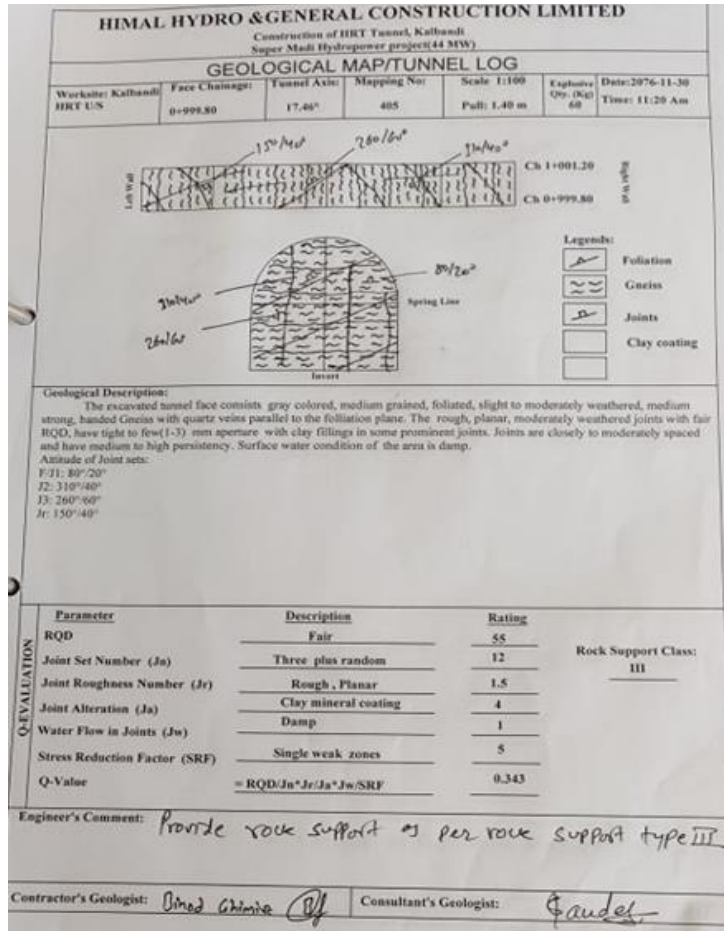 HIMAL HYDRO & GENERAL CONSTRUCTION LIMITED
Construction of HRT Tunnel, Kalbandi
Super Madi Hydropower project(44 MW)
GEOLOGICAL MAP/TUNNEL LOG
Worksite: Kalbandi HRT U/S
Face Chainage: 0+999.80
Tunnel Axis: 17.46°
Mapping No: 405
Scale 1:100
Pull: 1.40 m
Explosive Qty. (Kg) 60
Date:2076-11-30
Time: 11:20 Am
150/40°
260/60°
310/40°
Left Wall
Ch 1+001.20
Ch 0+999.80
Right Wall
80/20°
310/40°
260/60
Spring Line
Invert
Legends:
Foliation
Gneiss
Joints
Clay coating
Geological Description:
The excavated tunnel face consists gray colored, medium grained, foliated, slight to moderately weathered, medium
strong, banded Gneiss with quartz veins parallel to the folliation plane. The rough, planar, moderately weathered joints with fair
RQD, have tight to few(1-3) mm aperture with clay fillings in some prominent joints. Joints are closely to moderately spaced
and have medium to high persistency. Surface water condition of the area is damp.
Attitude of Joint sets:
F/J1: 80°/20°
J2: 310°/40°
J3: 260°/60°
Jr: 150°/40°
Q-EVALUATION
Parameter Description Rating
RQD Fair 55
Joint Set Number (Jn) Three plus random 12
Joint Roughness Number (Jr) Rough , Planar 1.5
Joint Alteration (Ja) Clay mineral coating 4
Water Flow in Joints (Jw) Damp 1
Stress Reduction Factor (SRF) Single weak zones 5
Q-Value = RQD/Jn*Jr/Ja*Jw/SRF 0.343
Rock Support Class:
III
Engineer's Comment: Provide rock support as per rock support type III
Contractor's Geologist: Binod Ghimire
Consultant's Geologist: